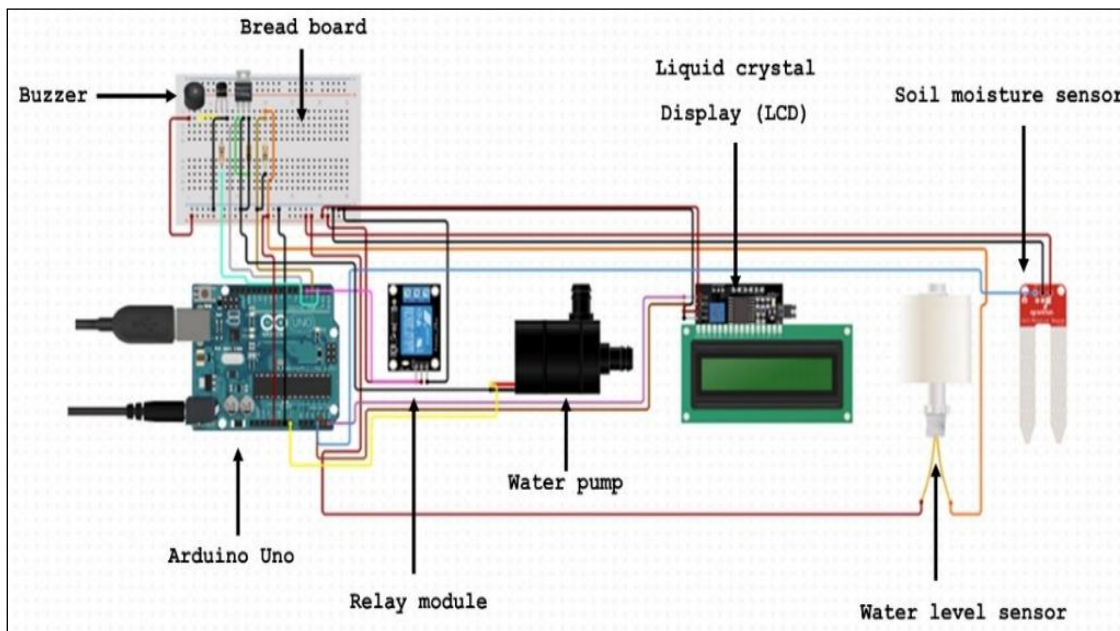 Bread board
Buzzer
Liquid crystal
Display (LCD)
Soil moisture sensor
UNO
Water pump
Arduino Uno
Relay module
Water level sensor